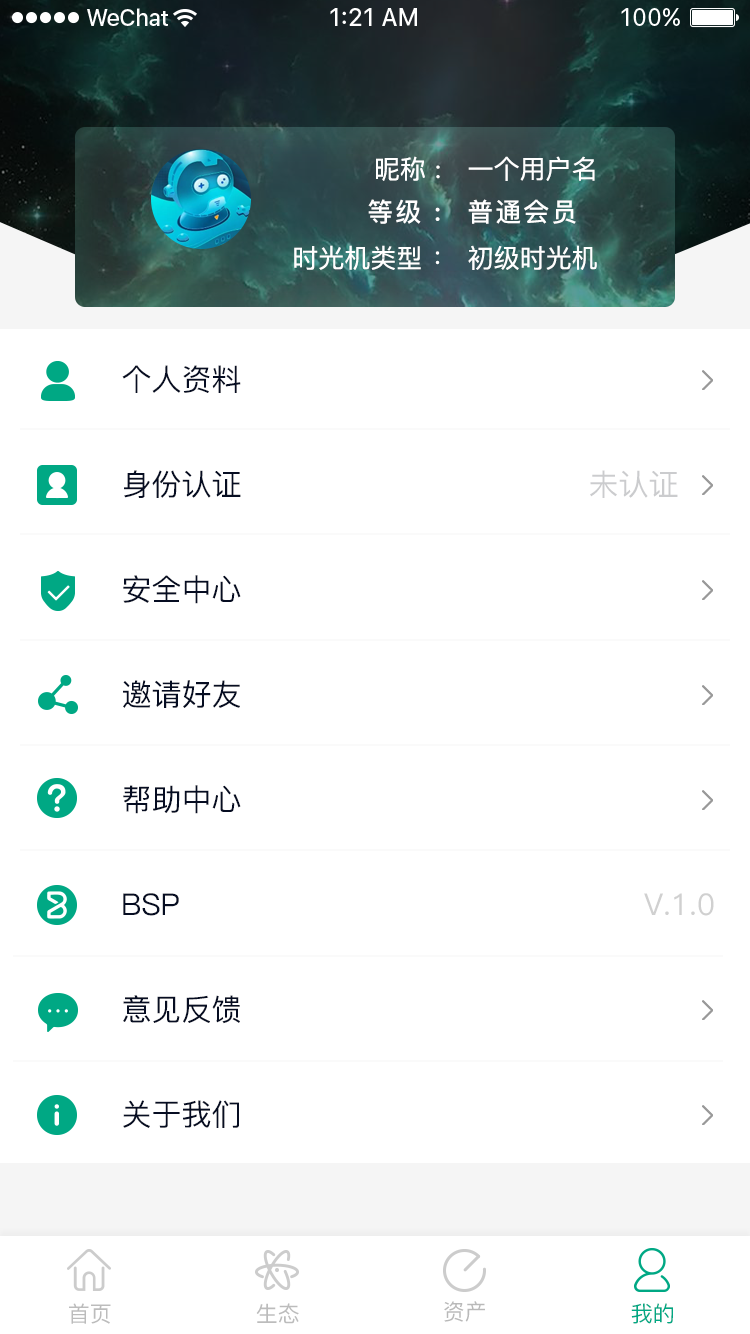 WeChat 1:21 AM 100%
昵称： 一个用户名
等级： 普通会员
时光机类型： 初级时光机
个人资料
身份认证 未认证
安全中心
邀请好友
帮助中心
BSP V.1.0
意见反馈
关于我们
首页 生态 资产 我的